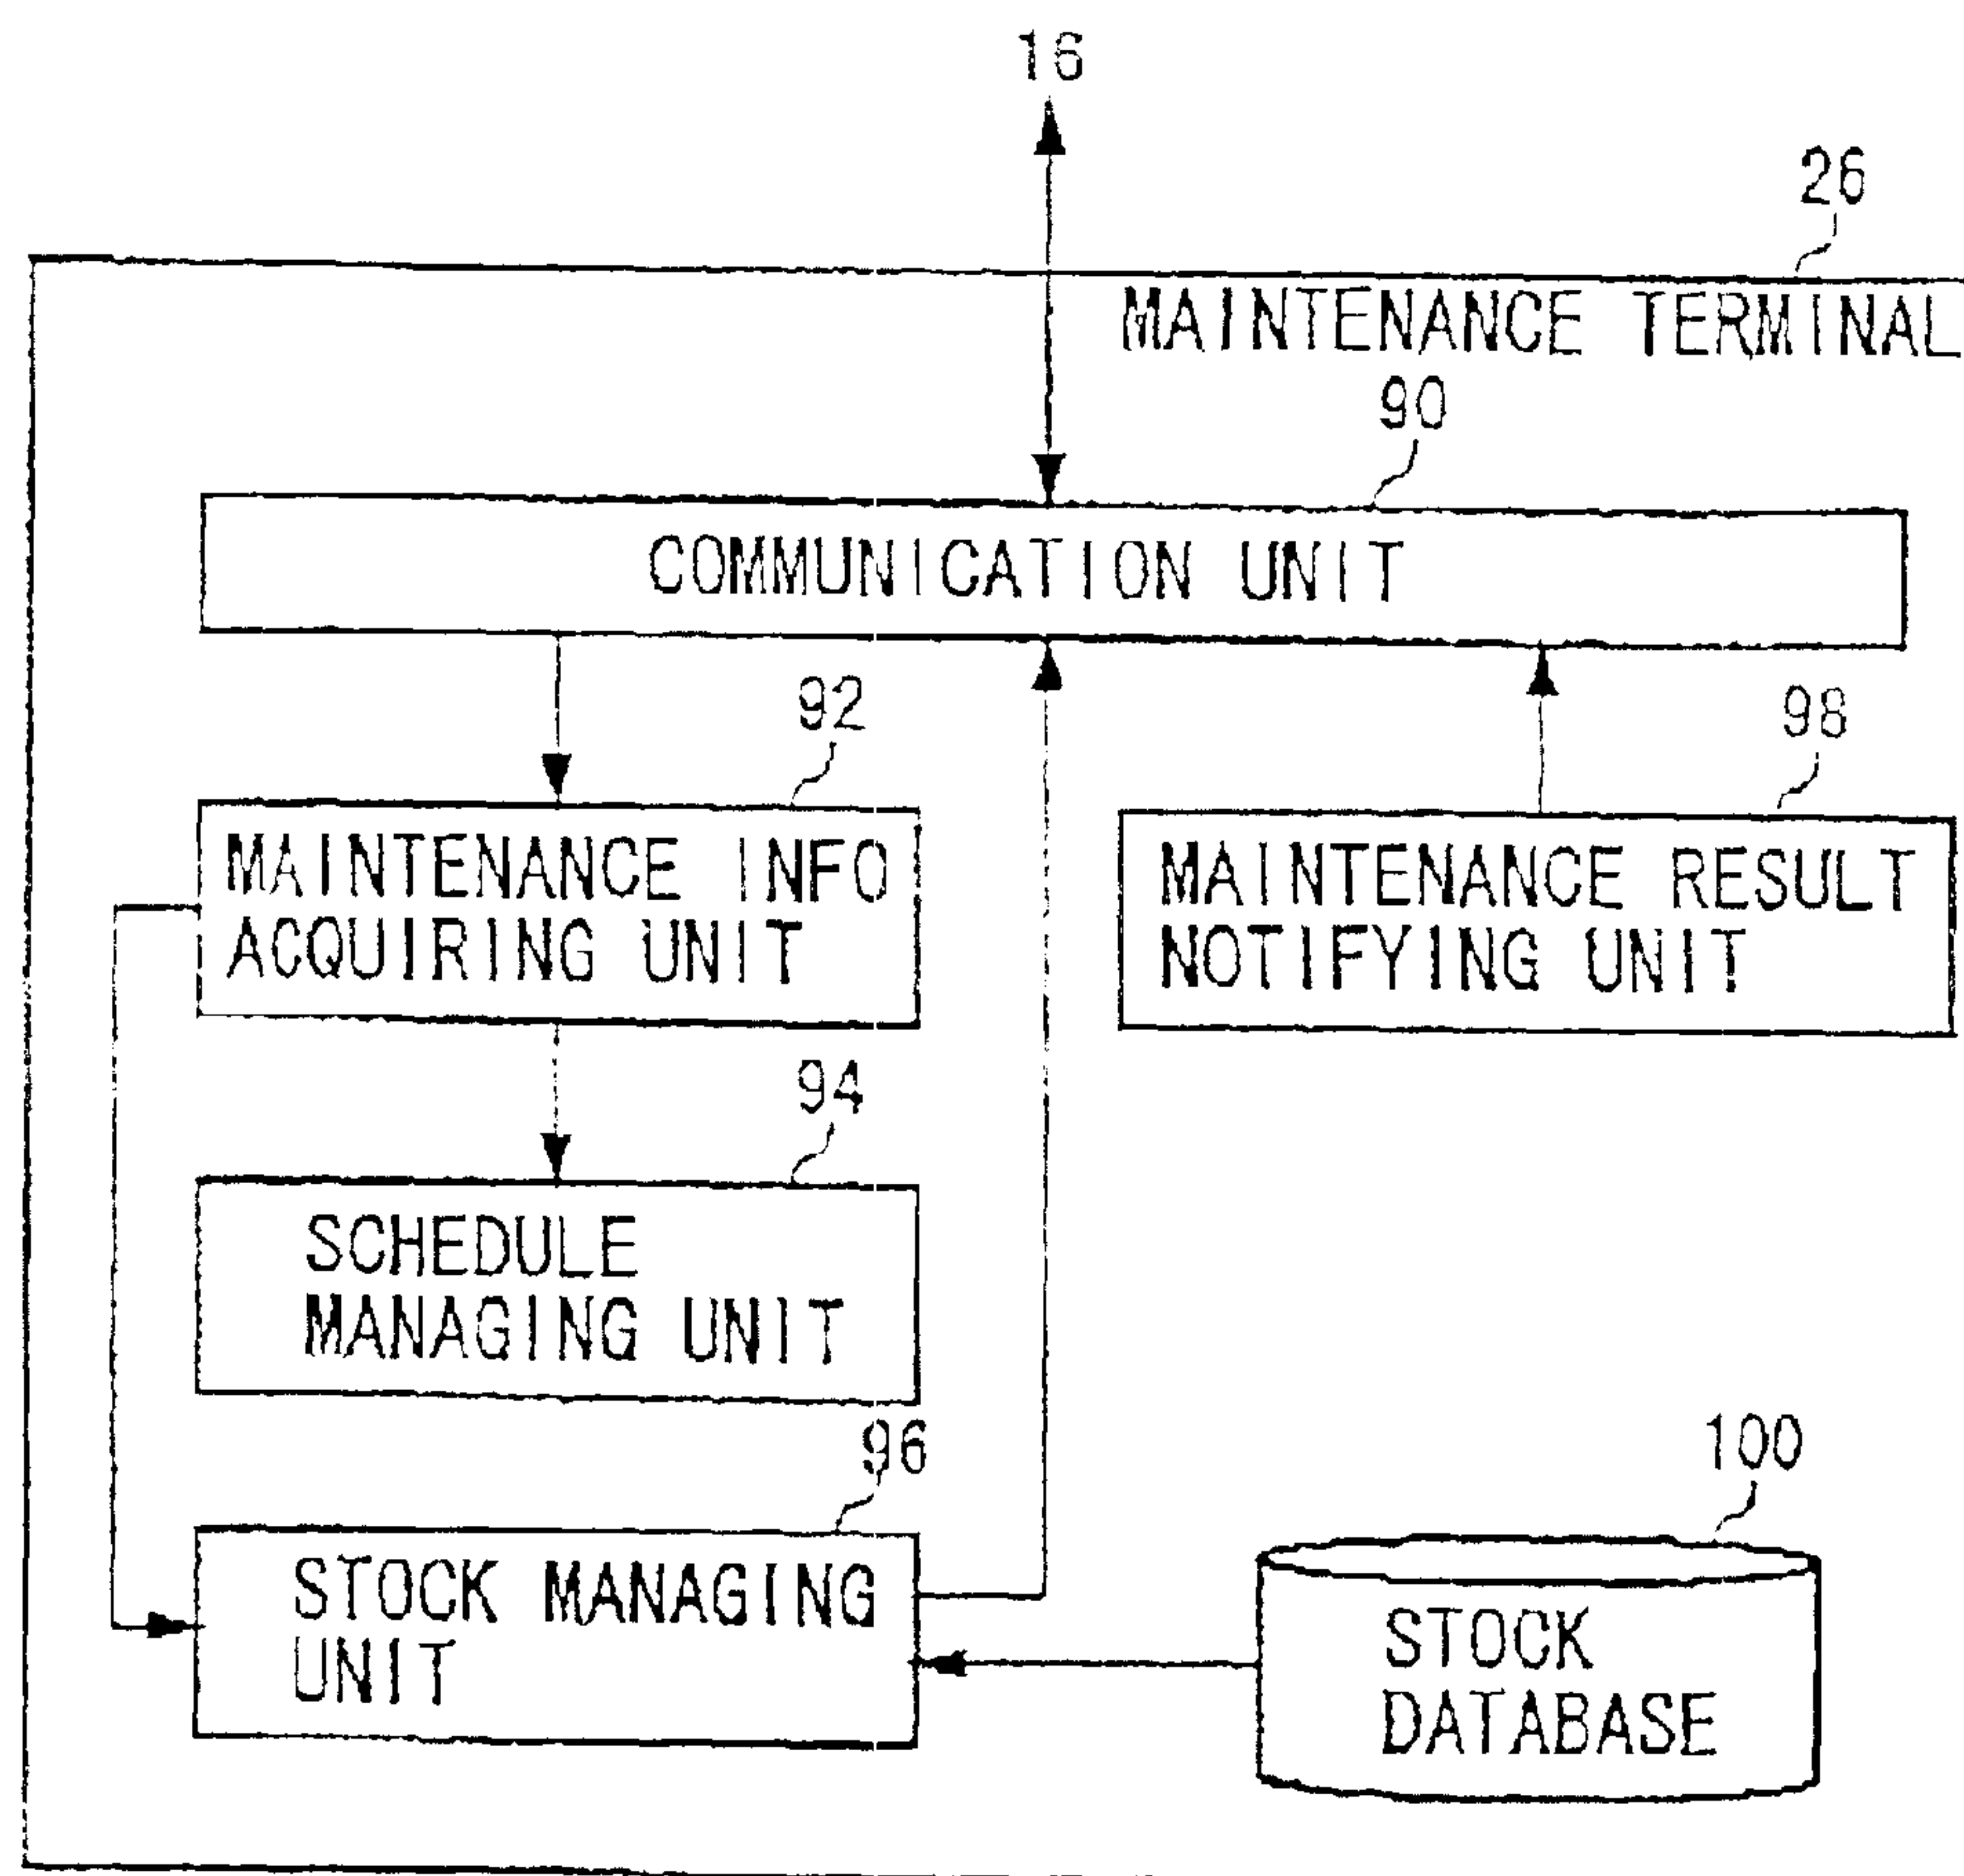 16
26
MAINTENANCE TERMINAL
90
COMMUNICATION UNIT
92
98
MAINTENANCE INFO
ACQUIRING UNIT
MAINTENANCE RESULT
NOTIFYING UNIT
94
SCHEDULE
MANAGING UNIT
96
100
STOCK MANAGING
UNIT
STOCK
DATABASE